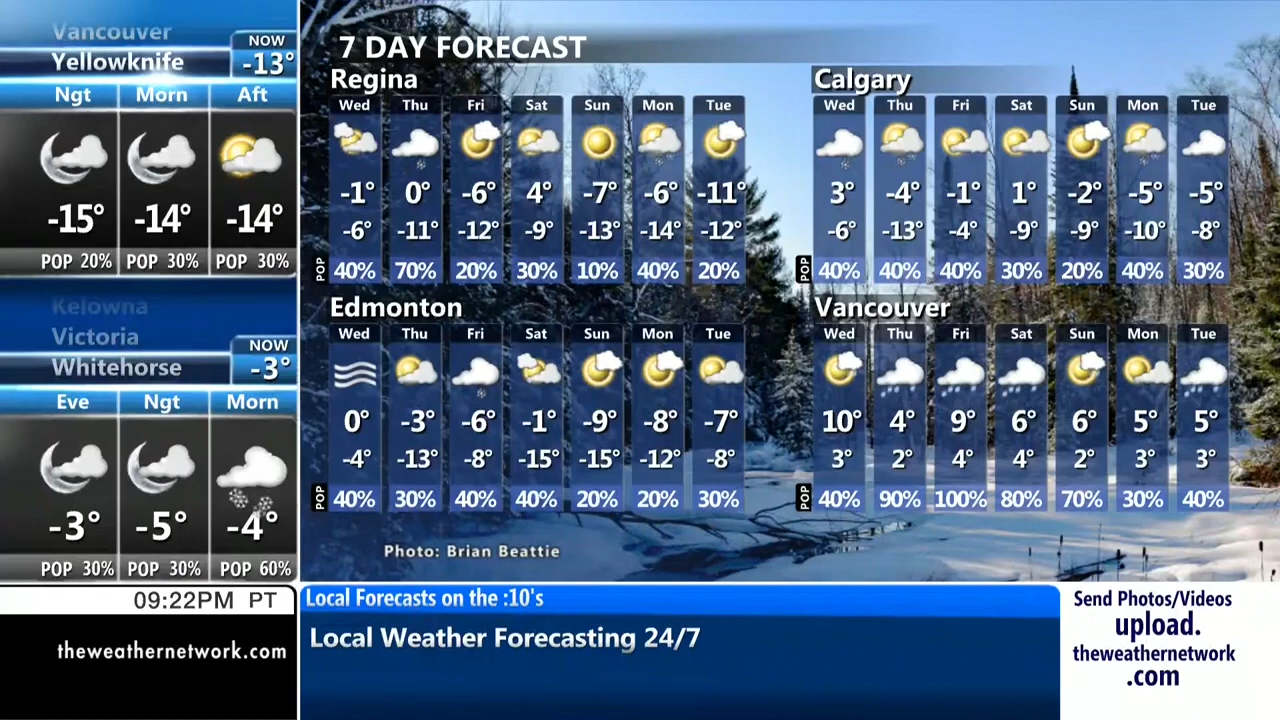 Vancouver
Yellowknife
NOW
-13°
Ngt Morn Aft
-15° -14° -14°
POP 20% POP 30% POP 30%
Kelowna
Victoria
Whitehorse
NOW
-3°
Eve Ngt Morn
-3° -5° -4°
POP 30% POP 30% POP 60%
09:22PM PT
theweathernetwork.com
7 DAY FORECAST
Regina
Wed Thu Fri Sat Sun Mon Tue
-1° 0° -6° 4° -7° -6° -11°
-6° -11° -12° -9° -13° -14° -12°
POP 40% 70% 20% 30% 10% 40% 20%
Calgary
Wed Thu Fri Sat Sun Mon Tue
3° -4° -1° 1° -2° -5° -5°
-6° -13° -4° -9° -9° -10° -8°
POP 40% 40% 40% 30% 20% 40% 30%
Edmonton
Wed Thu Fri Sat Sun Mon Tue
0° -3° -6° -1° -9° -8° -7°
-4° -13° -8° -15° -15° -12° -8°
POP 40% 30% 40% 40% 20% 20% 30%
Vancouver
Wed Thu Fri Sat Sun Mon Tue
10° 4° 9° 6° 6° 5° 5°
3° 2° 4° 4° 2° 3° 3°
POP 40% 90% 100% 80% 70% 30% 40%
Photo: Brian Beattie
Local Forecasts on the :10's
Local Weather Forecasting 24/7
Send Photos/Videos
upload.
theweathernetwork
.com